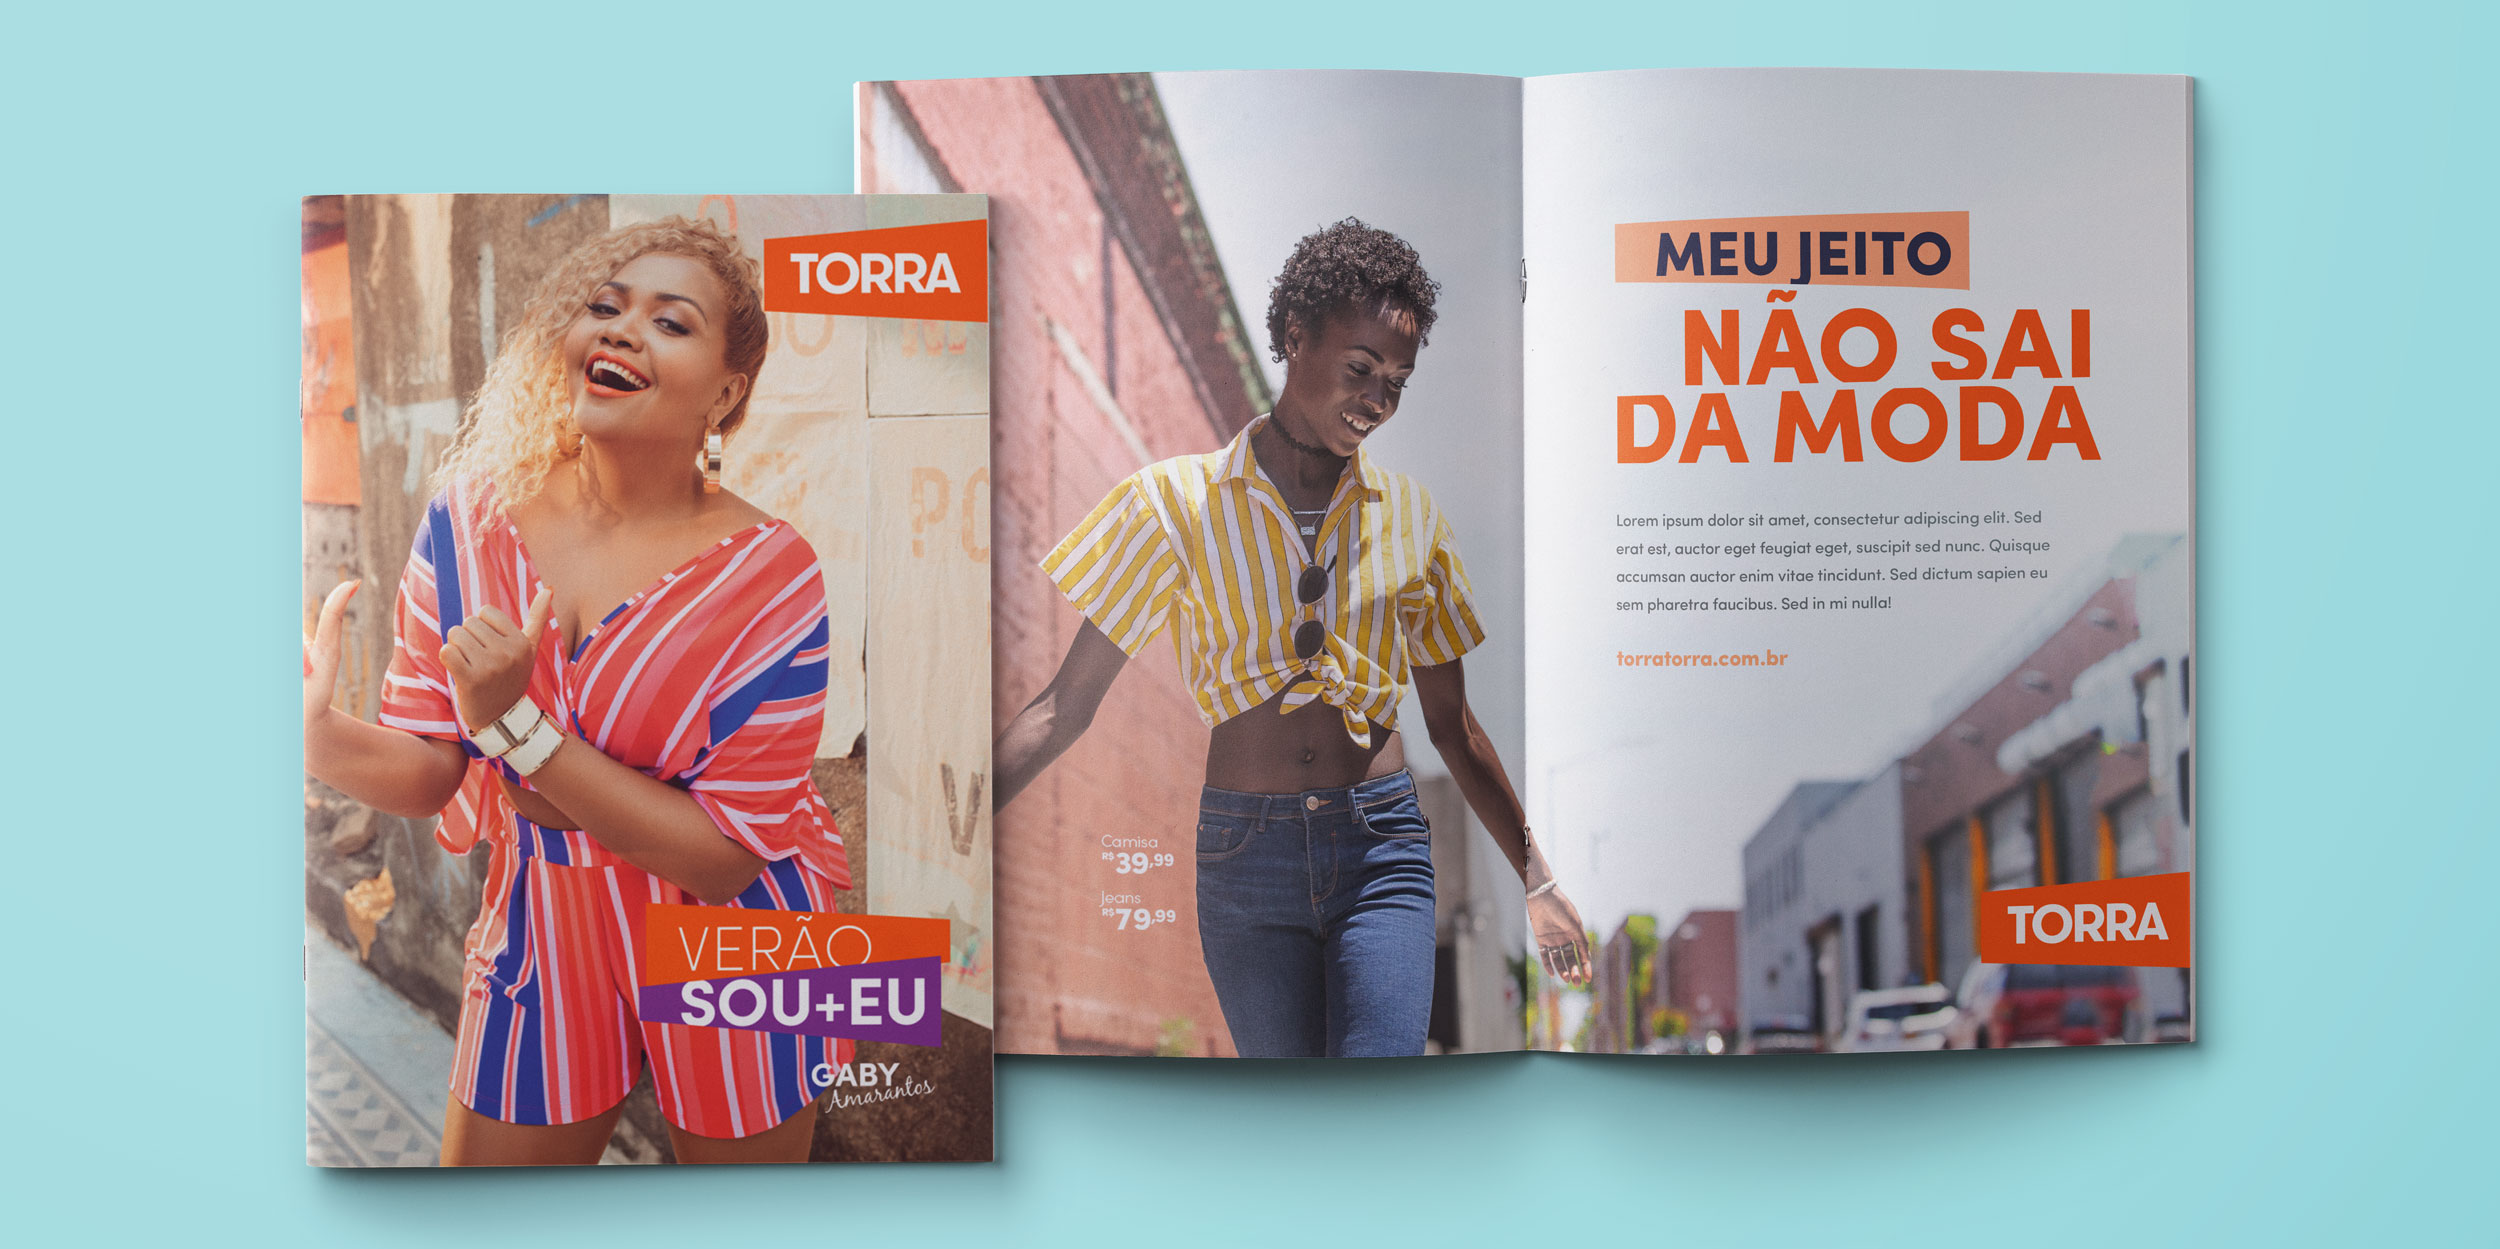 TORRA
VERÃO
SOU+EU
GABY
Amarantos
Camisa
R$39,99
Jeans
R$79,99
MEU JEITO
NÃO SAI
DA MODA
Lorem ipsum dolor sit amet, consectetur adipiscing elit. Sed
erat est, auctor eget feugiat eget, suscipit sed nunc. Quisque
accumsan auctor enim vitae tincidunt. Sed dictum sapien eu
sem pharetra faucibus. Sed in mi nulla!
torratorra.com.br
TORRA